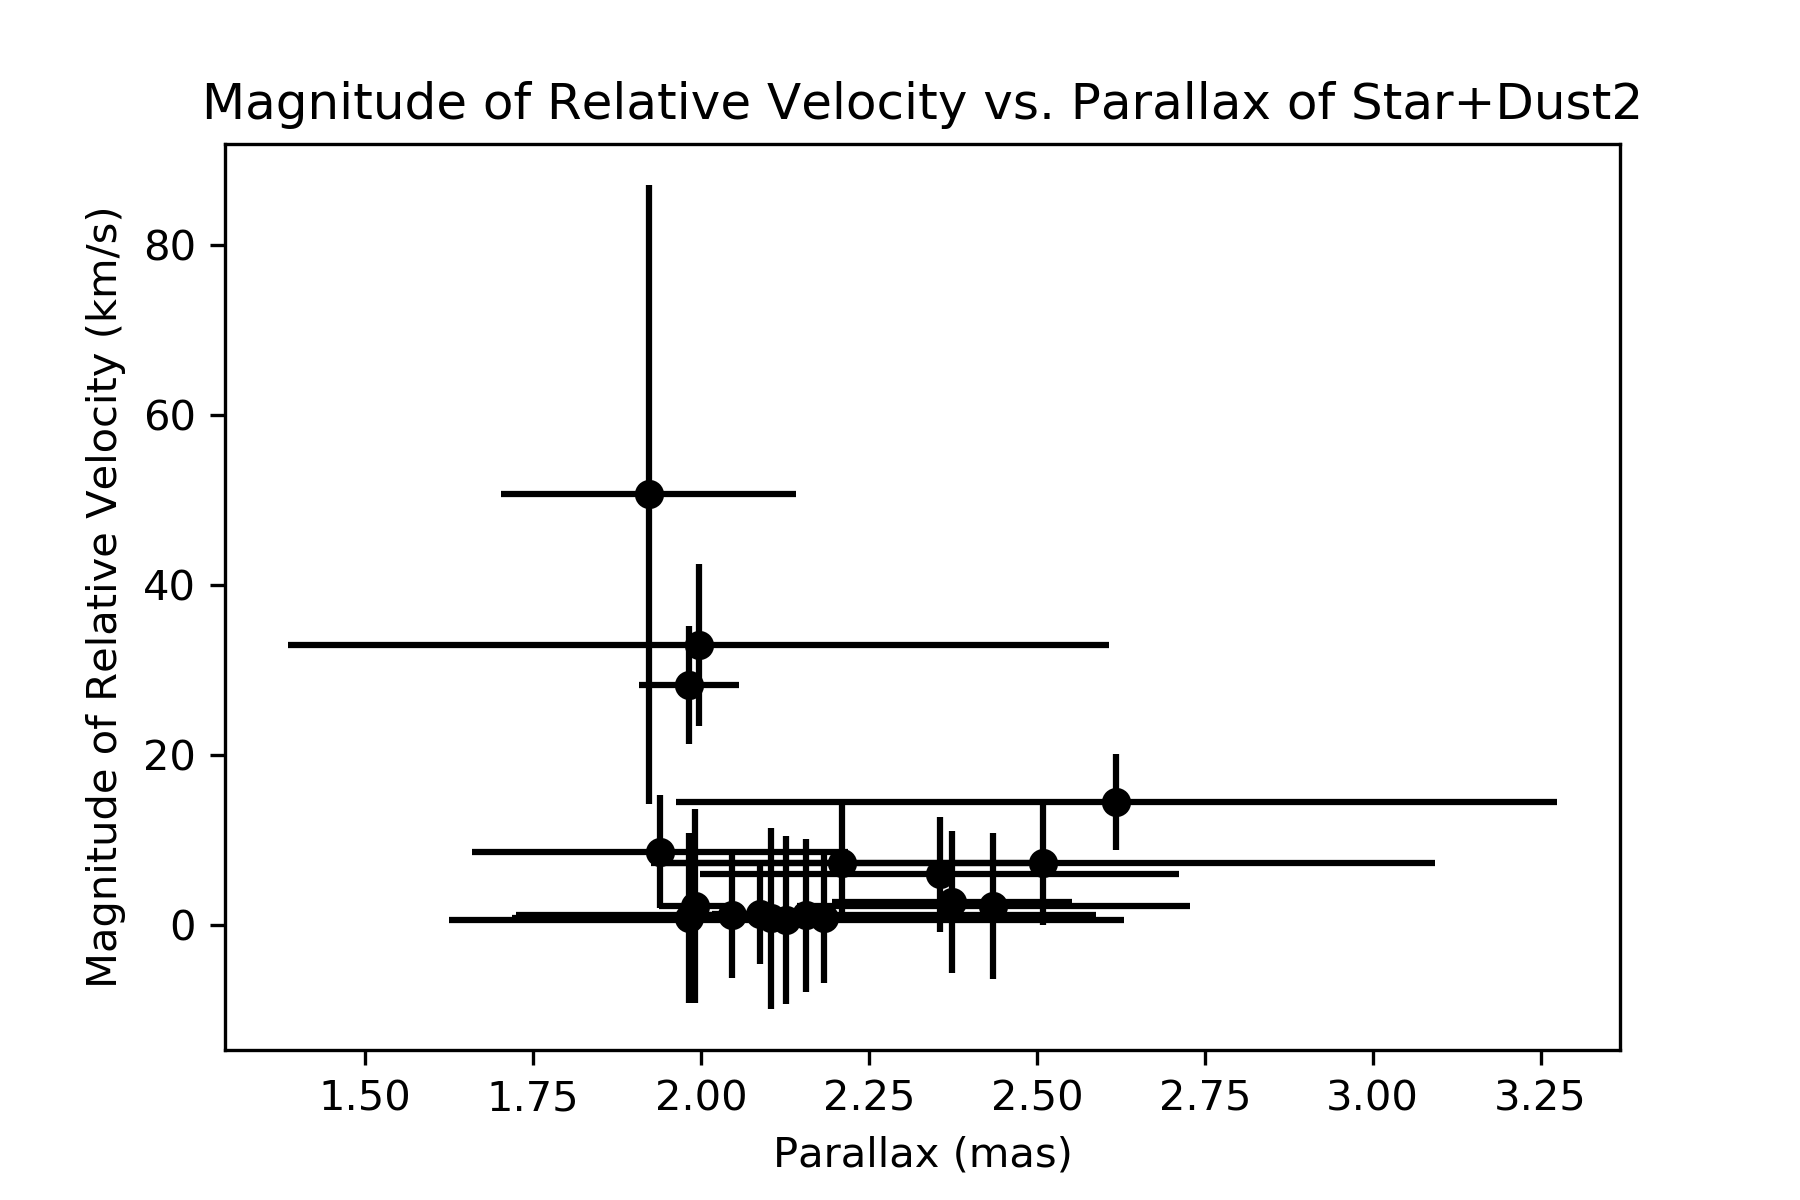 Magnitude of Relative Velocity vs. Parallax of Star+Dust2
Magnitude of Relative Velocity (km/s)
80
60
40
20
0
1.50 1.75 2.00 2.25 2.50 2.75 3.00 3.25
Parallax (mas)